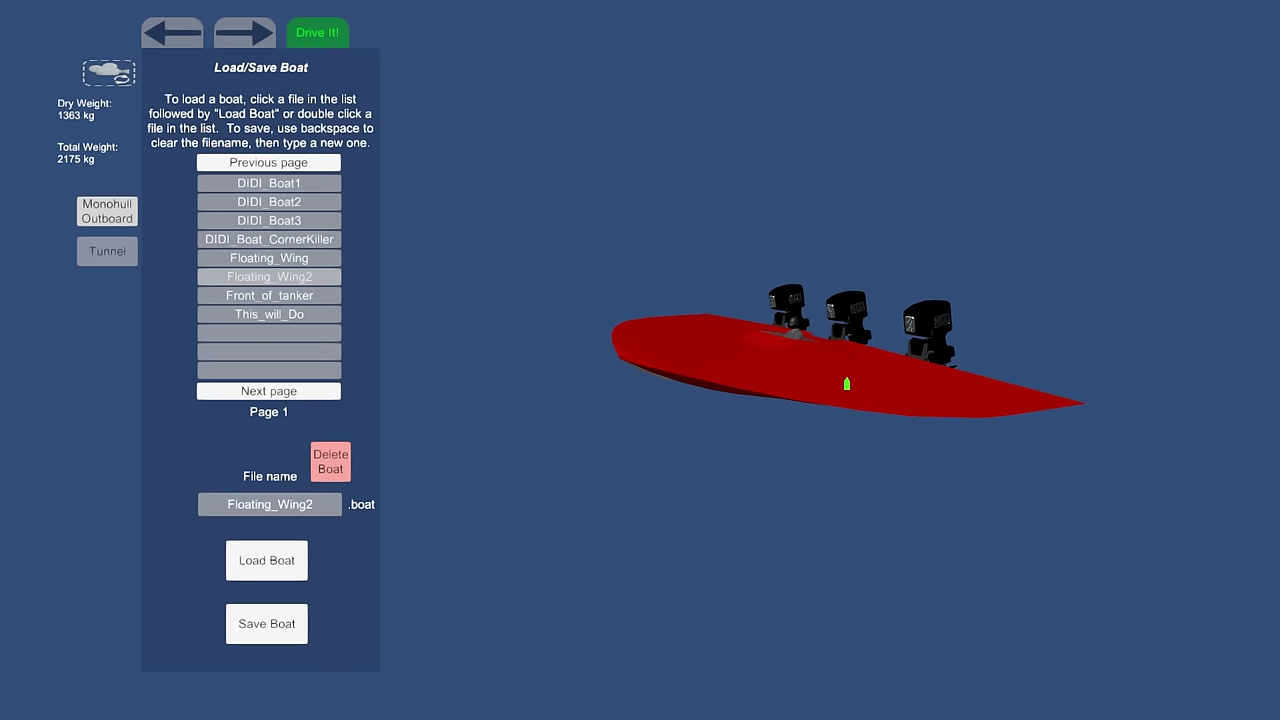 Drive It!
Load/Save Boat
Dry Weight:
1363 kg
Total Weight:
2175 kg
Monohull
Outboard
Tunnel
To load a boat, click a file in the list
followed by "Load Boat" or double click a
file in the list. To save, use backspace to
clear the filename, then type a new one.
Previous page
DIDI_Boat1
DIDI_Boat2
DIDI_Boat3
DIDI_Boat_CornerKiller
Floating_Wing
Floating_Wing2
Front_of_tanker
This_will_Do
Next page
Page 1
Delete
Boat
File name
Floating_Wing2 .boat
Load Boat
Save Boat